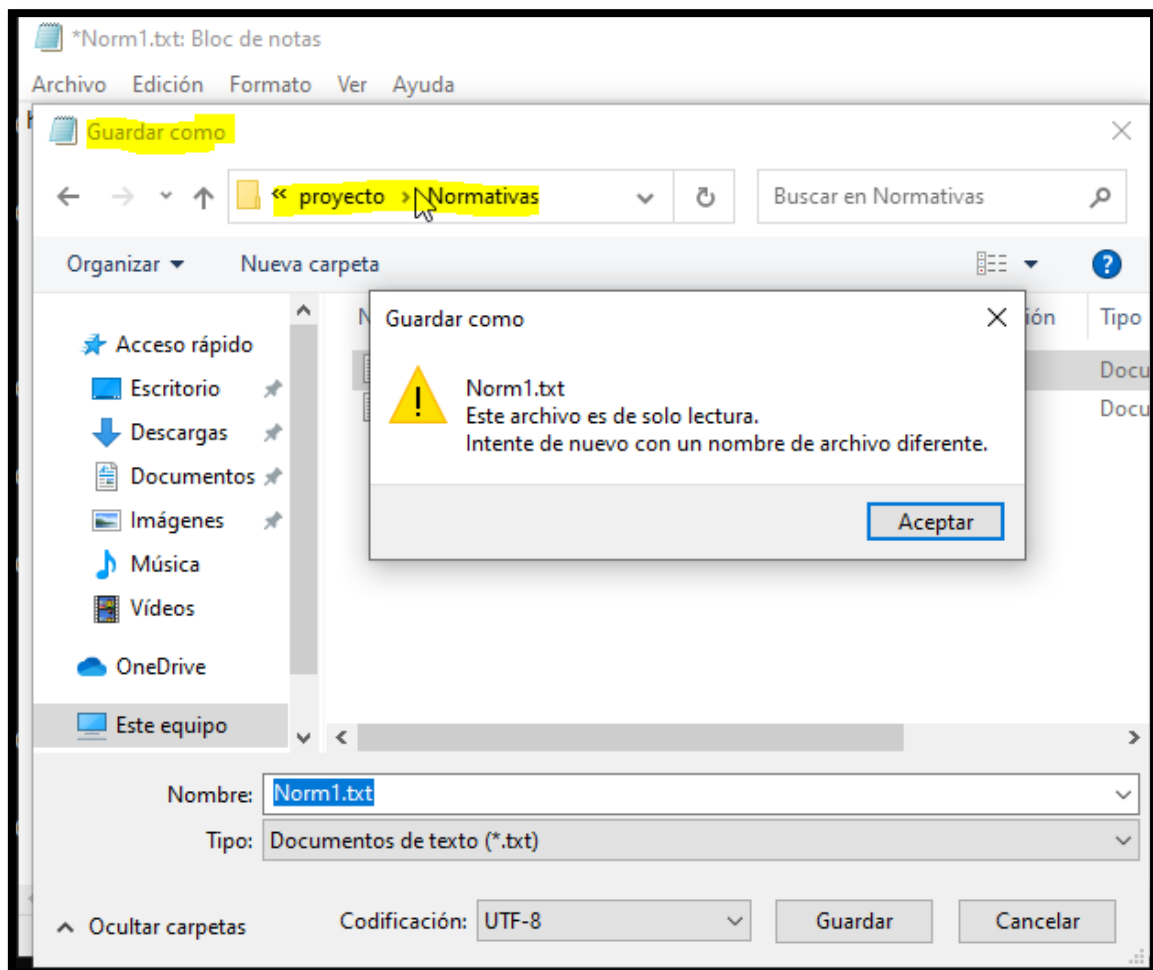 *Norm1.txt: Bloc de notas
Archivo Edición Formato Ver Ayuda
Guardar como
« proyecto > Normativas
Buscar en Normativas
Organizar Nueva carpeta
?
Acceso rápido
Escritorio
Descargas
Documentos
Imágenes
Música
Vídeos
OneDrive
Este equipo
N
ión Tipo
Docu
Docu
Guardar como
Norm1.txt
Este archivo es de solo lectura.
Intente de nuevo con un nombre de archivo diferente.
Aceptar
Nombre: Norm1.txt
Tipo: Documentos de texto (*.txt)
Ocultar carpetas Codificación: UTF-8 Guardar Cancelar